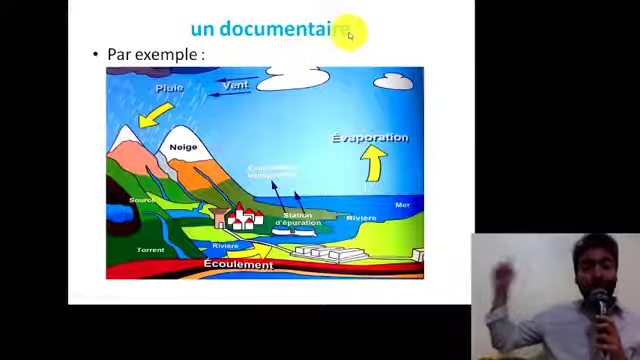 un documentaire
• Par exemple :
Pluie
Vent
Évaporation
Neige
Source
Mer
Station
d'épuration
Rivière
Torrent
Rivière
Écoulement